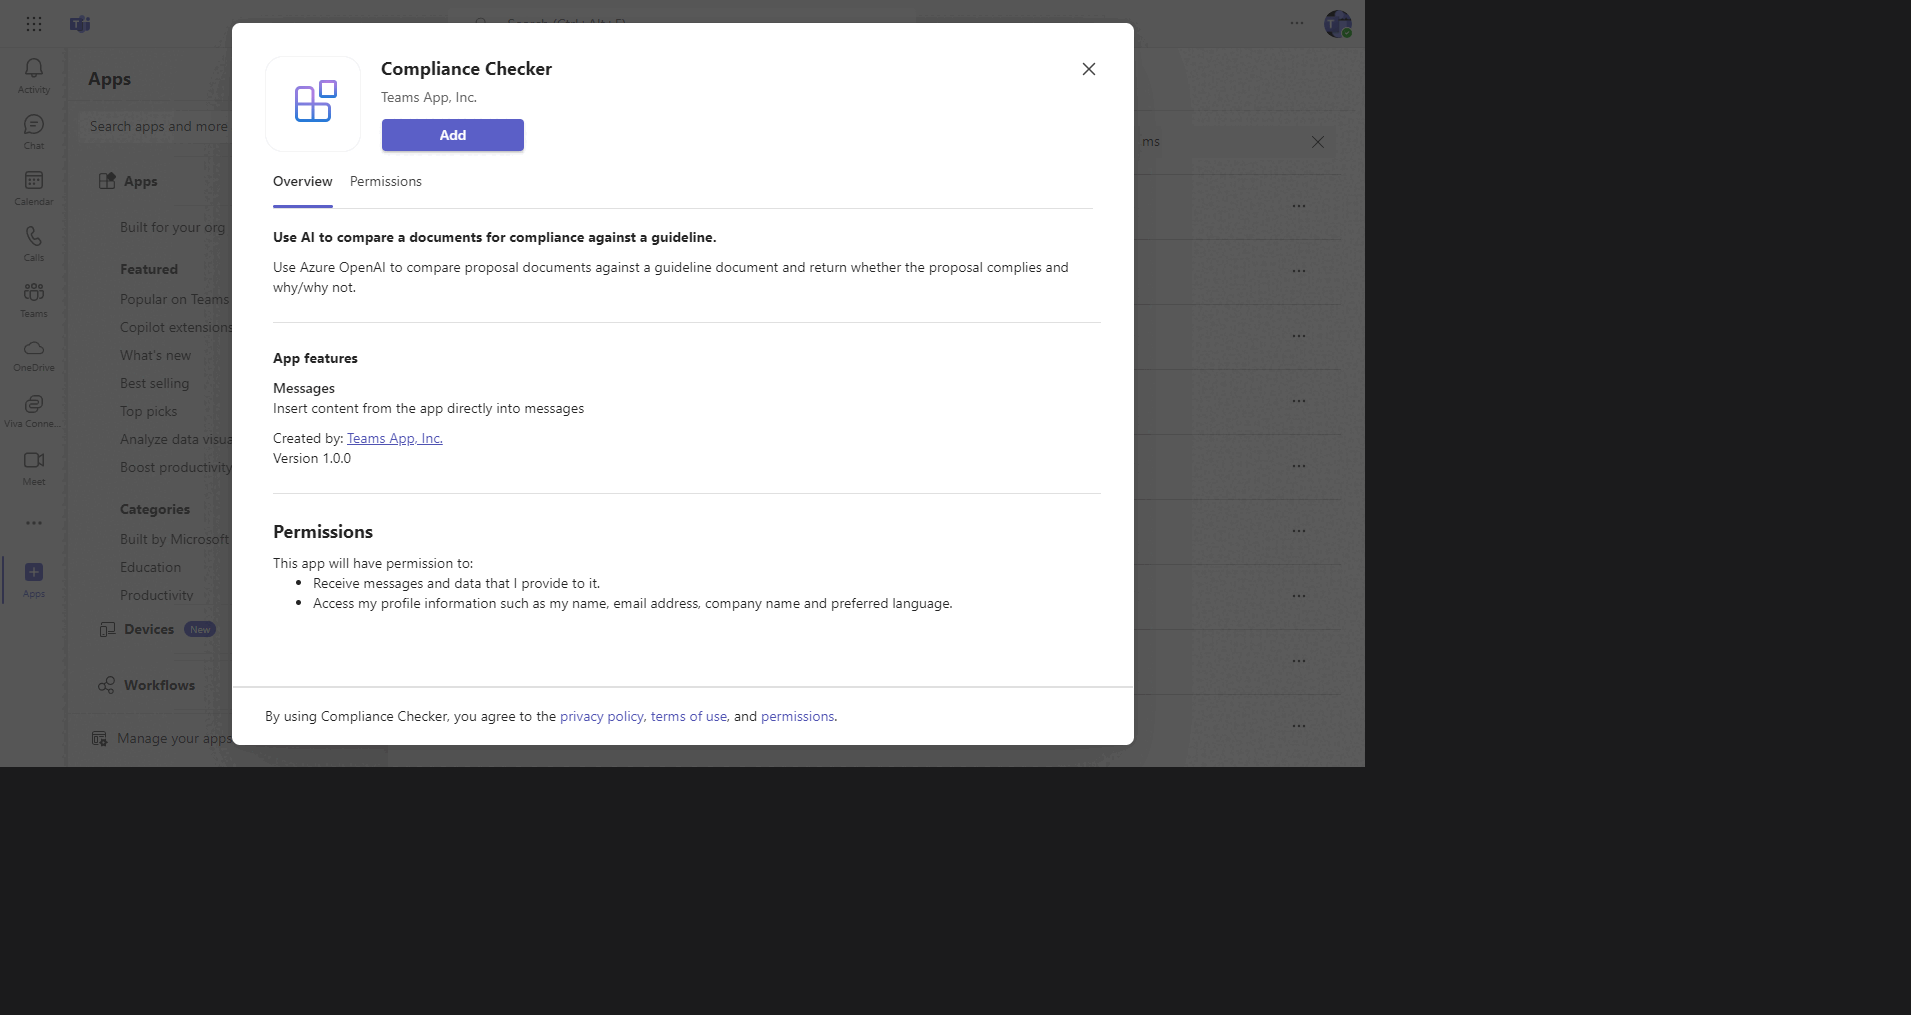 Search (Ctrl+Alt+E)
Activity
Chat
Calendar
Calls
Teams
OneDrive
Viva Conne...
Meet
Apps
Apps
Search apps and more
Apps
Built for your org
Featured
Popular on Teams
Copilot extensions
What's new
Best selling
Top picks
Analyze data visua
Boost productivity
Categories
Built by Microsoft
Education
Productivity
Devices New
Workflows
Manage your apps
Compliance Checker
Teams App, Inc.
Add
Overview Permissions
Use AI to compare a documents for compliance against a guideline.
Use Azure OpenAI to compare proposal documents against a guideline document and return whether the proposal complies and
why/why not.
App features
Messages
Insert content from the app directly into messages
Created by: Teams App, Inc.
Version 1.0.0
Permissions
This app will have permission to:
• Receive messages and data that I provide to it.
• Access my profile information such as my name, email address, company name and preferred language.
By using Compliance Checker, you agree to the privacy policy, terms of use, and permissions.
ms